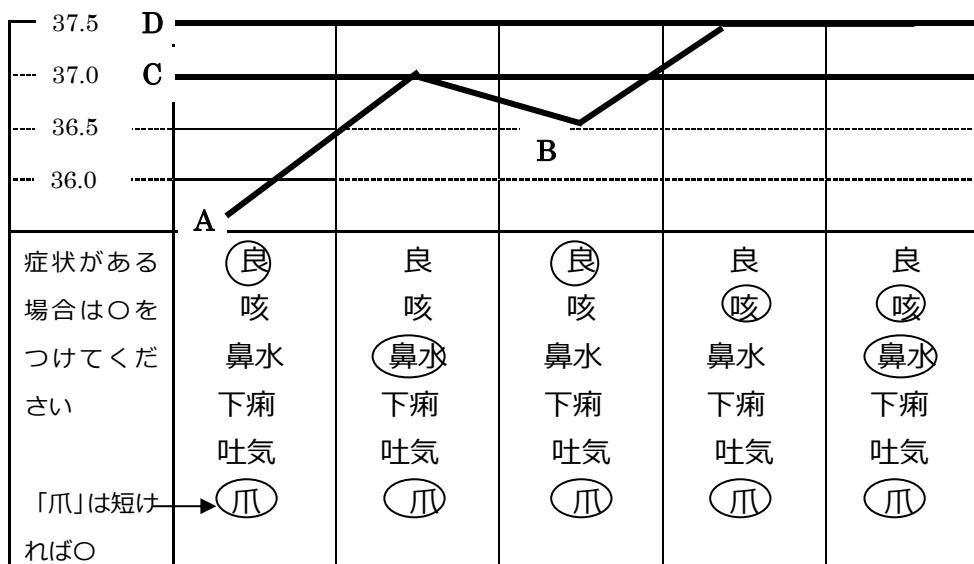 37.5 D
37.0 C
36.5
B
36.0
A
症状がある
場合は〇を
つけてくだ
さい
「爪」は短け
れば〇
良 良 良 良 良
咳 咳 咳 咳 咳
鼻水 鼻水 鼻水 鼻水 鼻水
下痢 下痢 下痢 下痢 下痢
吐気 吐気 吐気 吐気 吐気
爪 爪 爪 爪 爪